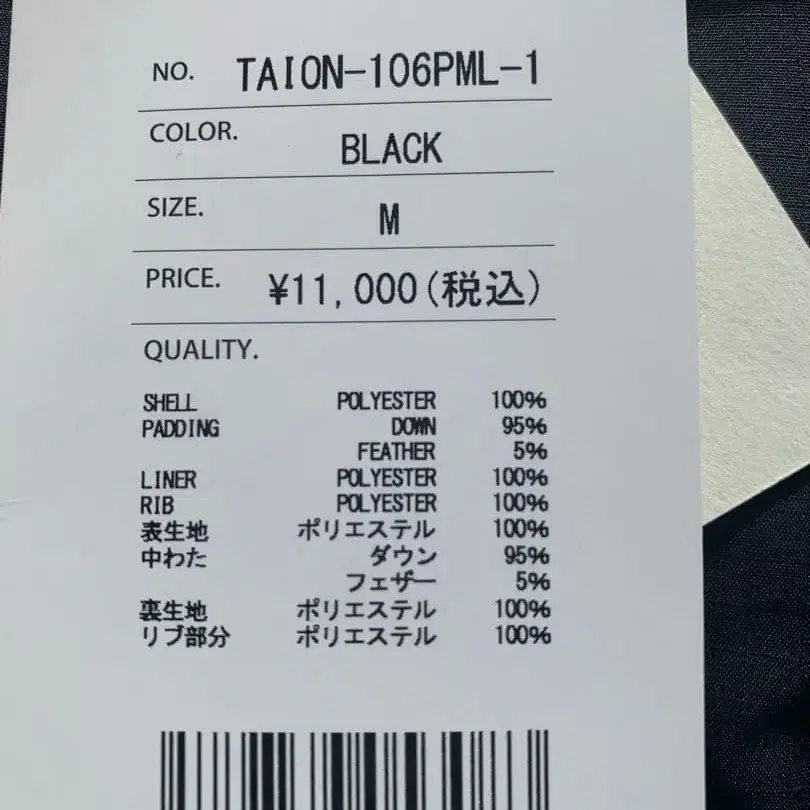 NO. TAION-106PML-1
COLOR. BLACK
SIZE. M
PRICE. ¥11,000(税込)
QUALITY.
SHELL POLYESTER 100%
PADDING DOWN 95%
FEATHER 5%
LINER POLYESTER 100%
RIB POLYESTER 100%
表生地 ポリエステル 100%
中わた ダウン 95%
フェザー 5%
裏生地 ポリエステル 100%
リブ部分 ポリエステル 100%